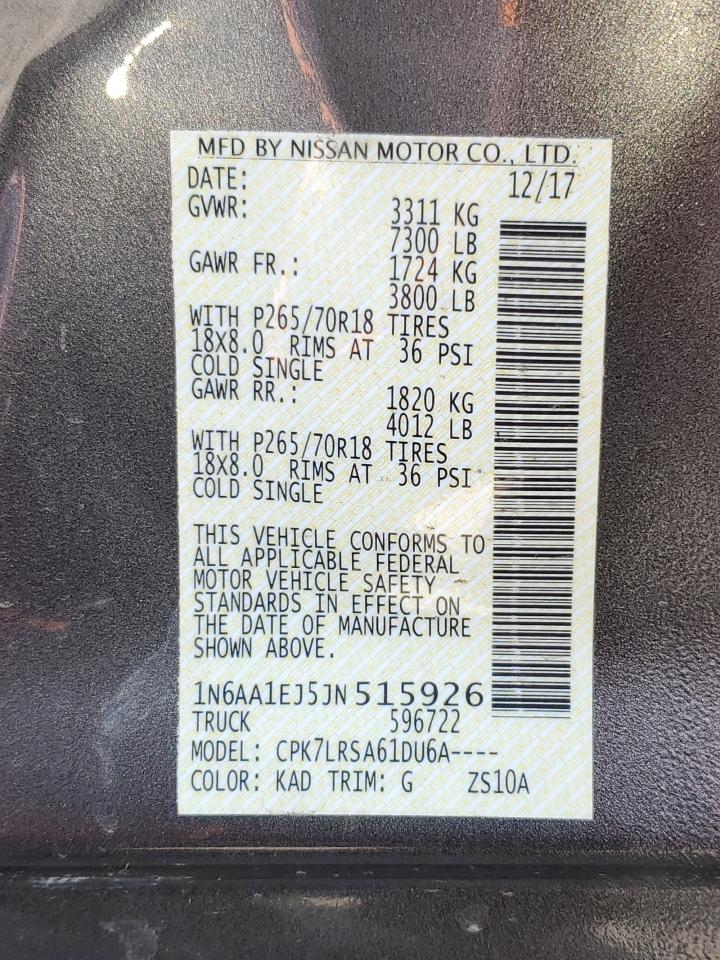 MFD BY NISSAN MOTOR CO., LTD.
DATE: 12/17
GVWR: 3311 KG
7300 LB
GAWR FR.: 1724 KG
3800 LB
WITH P265/70R18 TIRES
18X8.0 RIMS AT 36 PSI
COLD SINGLE
GAWR RR.: 1820 KG
4012 LB
WITH P265/70R18 TIRES
18X8.0 RIMS AT 36 PSI
COLD SINGLE
THIS VEHICLE CONFORMS TO
ALL APPLICABLE FEDERAL
MOTOR VEHICLE SAFETY
STANDARDS IN EFFECT ON
THE DATE OF MANUFACTURE
SHOWN ABOVE.
1N6AA1EJ5JN515926
TRUCK 596722
MODEL: CPK7LRSA61DU6A----
COLOR: KAD TRIM: G ZS10A